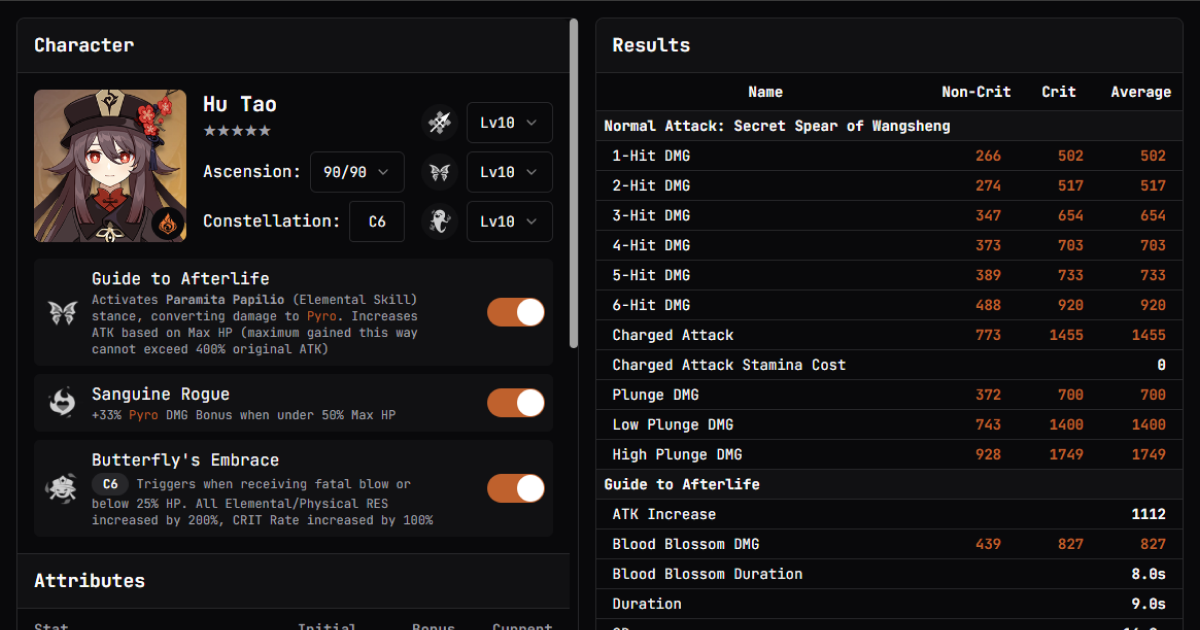 Character
Hu Tao
★★★★★
Lv10
Ascension: 90/90
Lv10
Constellation: C6
Lv10
Guide to Afterlife
Activates Paramita Papilio (Elemental Skill)
stance, converting damage to Pyro. Increases
ATK based on Max HP (maximum gained this way
cannot exceed 400% original ATK)
Sanguine Rogue
+33% Pyro DMG Bonus when under 50% Max HP
Butterfly's Embrace
C6 Triggers when receiving fatal blow or
below 25% HP. All Elemental/Physical RES
increased by 200%, CRIT Rate increased by 100%
Attributes
Stat Initial Bonus Current
Results
Name Non-Crit Crit Average
Normal Attack: Secret Spear of Wangsheng
1-Hit DMG 266 502 502
2-Hit DMG 274 517 517
3-Hit DMG 347 654 654
4-Hit DMG 373 703 703
5-Hit DMG 389 733 733
6-Hit DMG 488 920 920
Charged Attack 773 1455 1455
Charged Attack Stamina Cost 0
Plunge DMG 372 700 700
Low Plunge DMG 743 1400 1400
High Plunge DMG 928 1749 1749
Guide to Afterlife
ATK Increase 1112
Blood Blossom DMG 439 827 827
Blood Blossom Duration 8.0s
Duration 9.0s